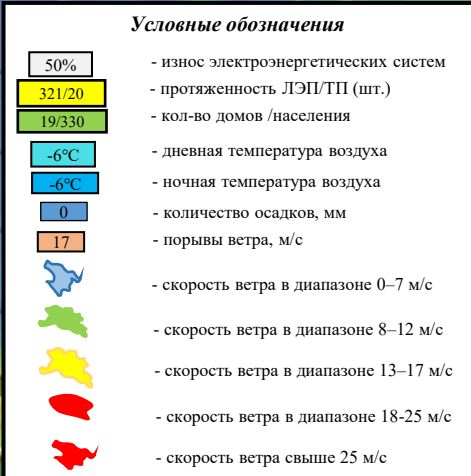 Условные обозначения
50% - износ электроэнергетических систем
321/20 - протяженность ЛЭП/ТП (шт.)
19/330 - кол-во домов /населения
-6°С - дневная температура воздуха
-6°С - ночная температура воздуха
0 - количество осадков, мм
17 - порывы ветра, м/с
- скорость ветра в диапазоне 0–7 м/с
- скорость ветра в диапазоне 8–12 м/с
- скорость ветра в диапазоне 13–17 м/с
- скорость ветра в диапазоне 18-25 м/с
- скорость ветра свыше 25 м/с